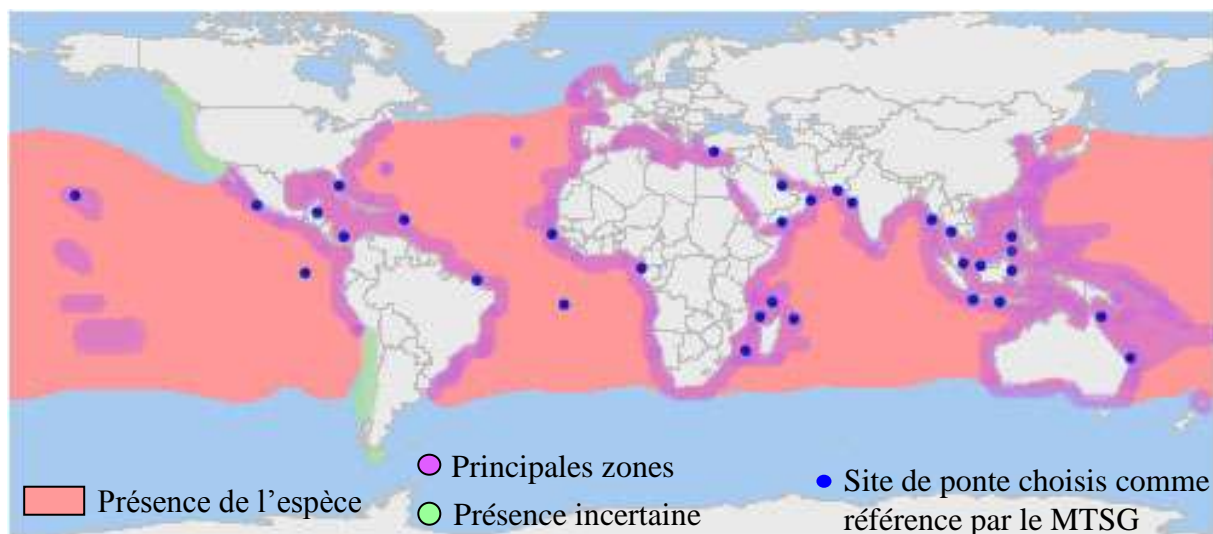 Présence de l’espèce
Principales zones
Présence incertaine
Site de ponte choisis comme
référence par le MTSG